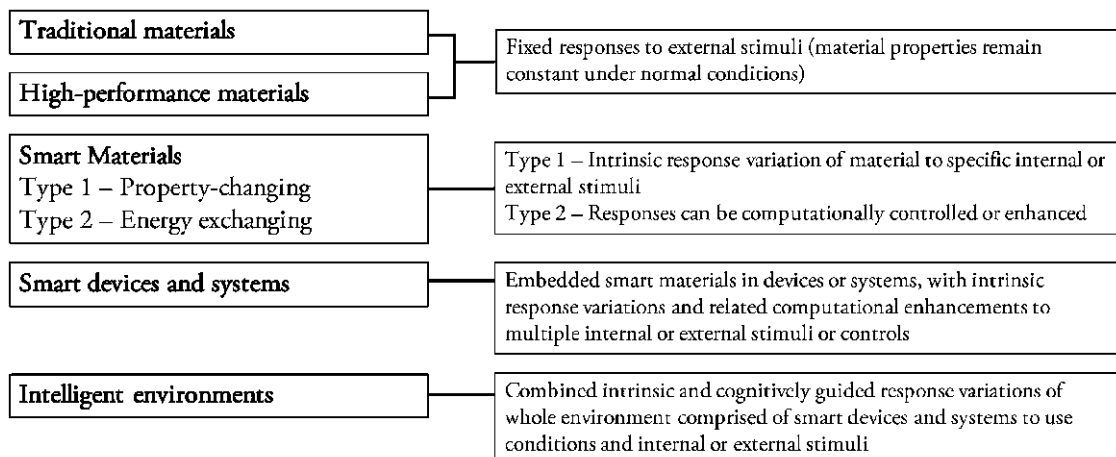 Traditional materials
High-performance materials
Fixed responses to external stimuli (material properties remain
constant under normal conditions)
Smart Materials
Type 1 – Property-changing
Type 2 – Energy exchanging
Type 1 – Intrinsic response variation of material to specific internal or
external stimuli
Type 2 – Responses can be computationally controlled or enhanced
Smart devices and systems
Embedded smart materials in devices or systems, with intrinsic
response variations and related computational enhancements to
multiple internal or external stimuli or controls
Intelligent environments
Combined intrinsic and cognitively guided response variations of
whole environment comprised of smart devices and systems to use
conditions and internal or external stimuli